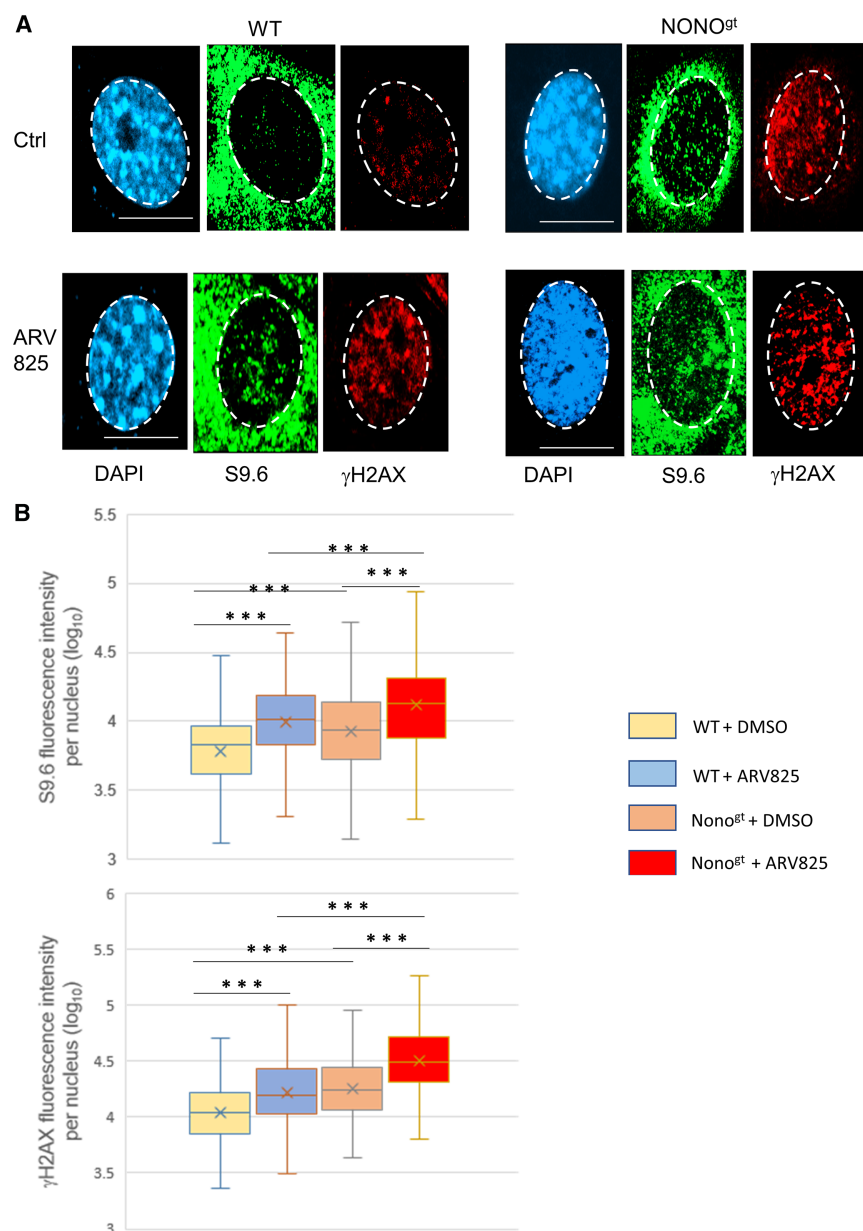 A
WT
NONOgt
Ctrl
ARV
825
DAPI
S9.6
γH2AX
DAPI
S9.6
γH2AX
B
S9.6 fluorescence intensity
per nucleus (log10)
5.5
5
4.5
4
3.5
3
* * *
* * *
* * *
* * *
WT + DMSO
WT + ARV825
Nonogt + DMSO
Nonogt + ARV825
γH2AX fluorescence intensity
per nucleus (log10)
6
5.5
5
4.5
4
3.5
3
* * *
* * *
* * *
* * *